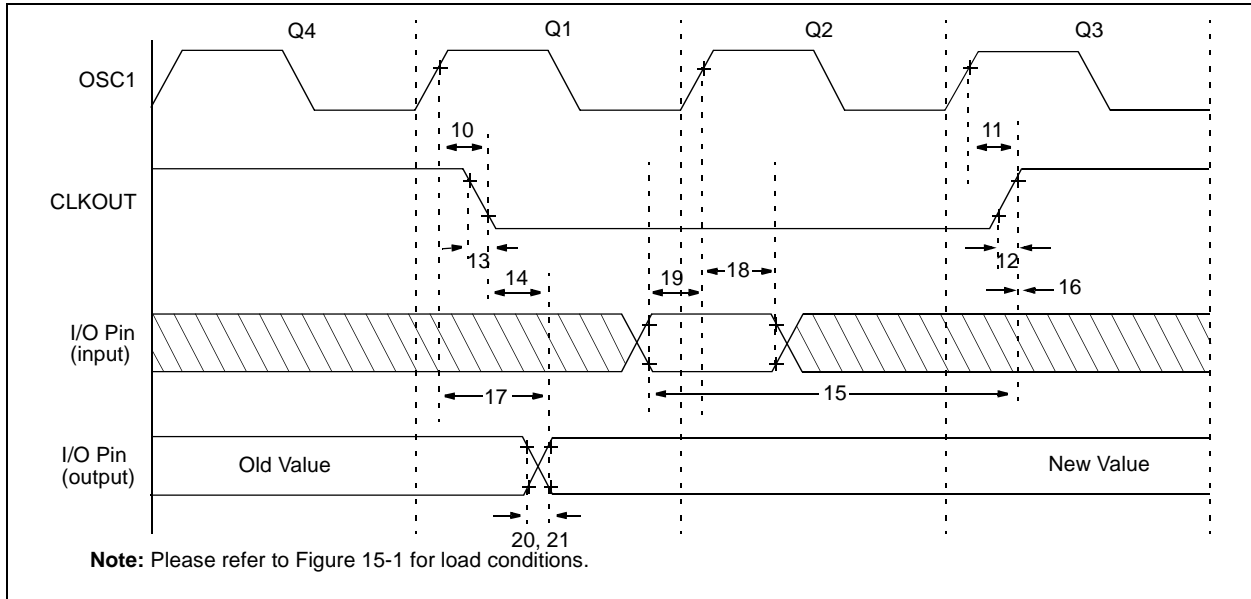 Q4 Q1 Q2 Q3
OSC1
10 11
CLKOUT
13 12
14 19 18 16
I/O Pin
(input)
17 15
I/O Pin
(output)
Old Value New Value
20, 21
Note: Please refer to Figure 15-1 for load conditions.